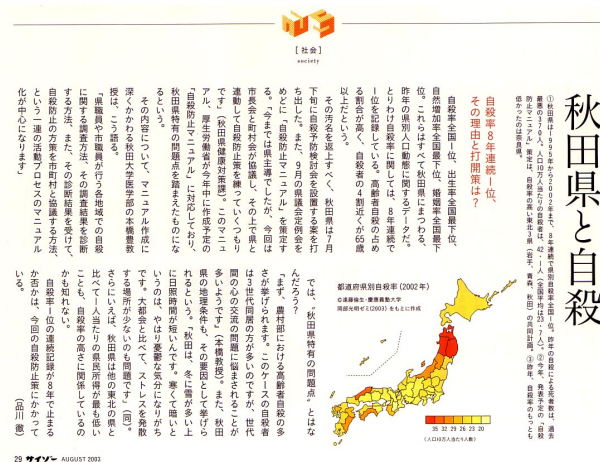 [社会]
society
秋田県と自殺
①秋田県は1995年から2002年まで、8年連続で県別自殺率全国1位。昨年の自殺による死者数は、過去
最悪の370人。人口10万人当たりの自殺者は、42・1人(全国平均は23・7人)。②今年、発表予定の「自殺
防止マニュアル」策定は、自殺率の高い東北3県(岩手、青森、秋田)の共同計画。③昨年、自殺率のもっとも
低かったのは奈良県。
自殺率8年連続1位、
その理由と打開策は?
自殺率全国1位、出生率全国最下位、
自然増加率全国最下位、婚姻率全国最下
位。これらはすべて秋田県にまつわる、
昨年の県別人口動態に関するデータだ。
とりわけ自殺率に関しては、8年連続で
1位を記録している。高齢者自殺の占め
る割合が高く、自殺者の4割近くが65歳
以上だという。
その汚名を返上すべく、秋田県は7月
下旬に自殺予防検討会を設置する案を打
ち出した。また、9月の県議会定例会を
めどに、「自殺防止マニュアル」を策定す
る。「今までは県主導でしたが、今回は
市長会と町村会が協議し、その上で県と
連動して自殺防止策を練っていくつもり
です」(秋田県健康対策課)。このマニュ
アル、厚生労働省が今年中に作成予定の
「自殺防止マニュアル」に対応しており、
秋田県特有の問題点を踏まえたものにな
るという。
その内容について、マニュアル作成に
深くかかわる秋田大学医学部の本橋豊教
授は、こう語る。
「県職員や市職員が行う各地域での自殺
に関する調査方法、その調査結果を診断
する方法、また、その診断結果を受けて、
自殺防止の方策を市町村と協議する方法、
という一連の活動プロセスのマニュアル
化が中心になります」
では、「秋田県特有の問題点」とはな
んだろう?
「まず、農村部における高齢者自殺の多
さが挙げられます。このケースの自殺者
は3世代同居の方が多いのですが、世代
間の心の交流の問題に悩まされることが
多いようです」(本橋教授)。また、秋田
県の地理条件も、その要因として挙げら
れるという。「秋田は、冬に雪が多い上
に日照時間が短いんです。寒くて暗いと
いうのは、やはり憂鬱な気分になりがち
です。大都会と比べて、ストレスを発散
する場所が少ないのも問題です」(同)。
さらにいえば、秋田県は他の東北の県と
比べて1人当りの県民所得が最も低い
ことも、自殺率の高さに関係しているの
かも知れない。
自殺率1位の連続記録が8年で止まる
か否かは、今回の自殺防止策にかかって
いる。
(品川 徹)
都道府県別自殺率(2002年)
©遠藤倫生・慶應義塾大学
岡部光明ゼミ(2003)をもとに作成
35 32 29 26 23 20
(人口10万当たり人数)
29 サイゾー AUGUST 2003